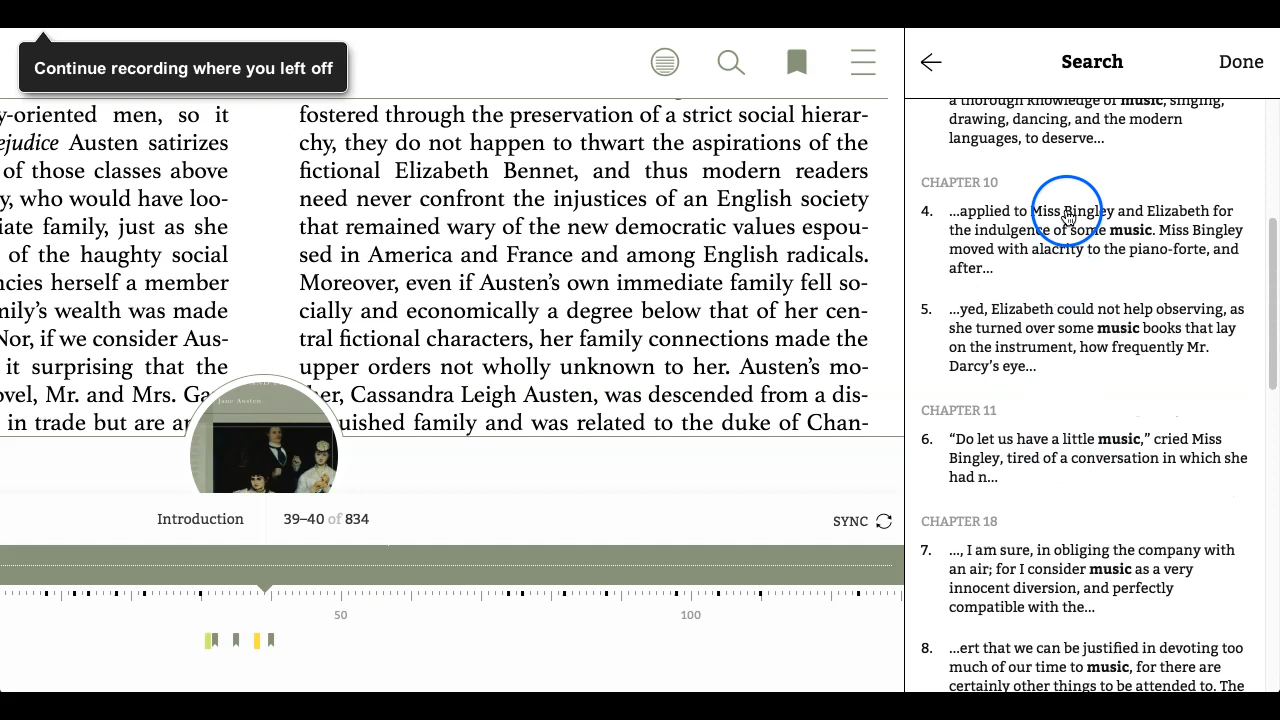 Continue recording where you left off
y-oriented men, so it
ejudice Austen satirizes
of those classes above
y, who would have loo-
iate family, just as she
of the haughty social
ncies herself a member
mily's wealth was made
Nor, if we consider Aus-
it surprising that the
ovel, Mr. and Mrs. Ga
in trade but are ap
fostered through the preservation of a strict social hierar-
chy, they do not happen to thwart the aspirations of the
fictional Elizabeth Bennet, and thus modern readers
need never confront the injustices of an English society
that remained wary of the new democratic values espou-
sed in America and France and among English radicals.
Moreover, even if Austen's own immediate family fell so-
cially and economically a degree below that of her cen-
tral fictional characters, her family connections made the
upper orders not wholly unknown to her. Austen's mo-
her, Cassandra Leigh Austen, was descended from a dis-
uished family and was related to the duke of Chan-
Jane Austen
Introduction
39–40 of 834
SYNC
50
100
Search
Done
a thorough knowledge of music, singing,
drawing, dancing, and the modern
languages, to deserve...
CHAPTER 10
4. ...applied to Miss Bingley and Elizabeth for
the indulgence of some music. Miss Bingley
moved with alacrity to the piano-forte, and
after...
5. ...yed, Elizabeth could not help observing, as
she turned over some music books that lay
on the instrument, how frequently Mr.
Darcy's eye...
CHAPTER 11
6. “Do let us have a little music,” cried Miss
Bingley, tired of a conversation in which she
had n...
CHAPTER 18
7. ..., I am sure, in obliging the company with
an air; for I consider music as a very
innocent diversion, and perfectly
compatible with the...
8. ...ert that we can be justified in devoting too
much of our time to music, for there are
certainly other things to be attended to. The